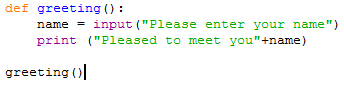 def greeting():
    name = input("Please enter your name")
    print ("Pleased to meet you"+name)

greeting()